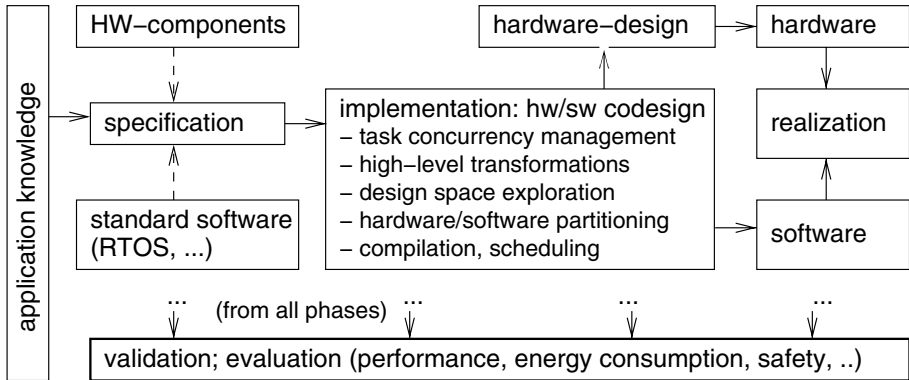 application knowledge
HW−components
specification
standard software
(RTOS, ...)
hardware−design
hardware
implementation: hw/sw codesign
− task concurrency management
− high−level transformations
− design space exploration
− hardware/software partitioning
− compilation, scheduling
realization
software
... (from all phases) ... ... ...
validation; evaluation (performance, energy consumption, safety, ..)